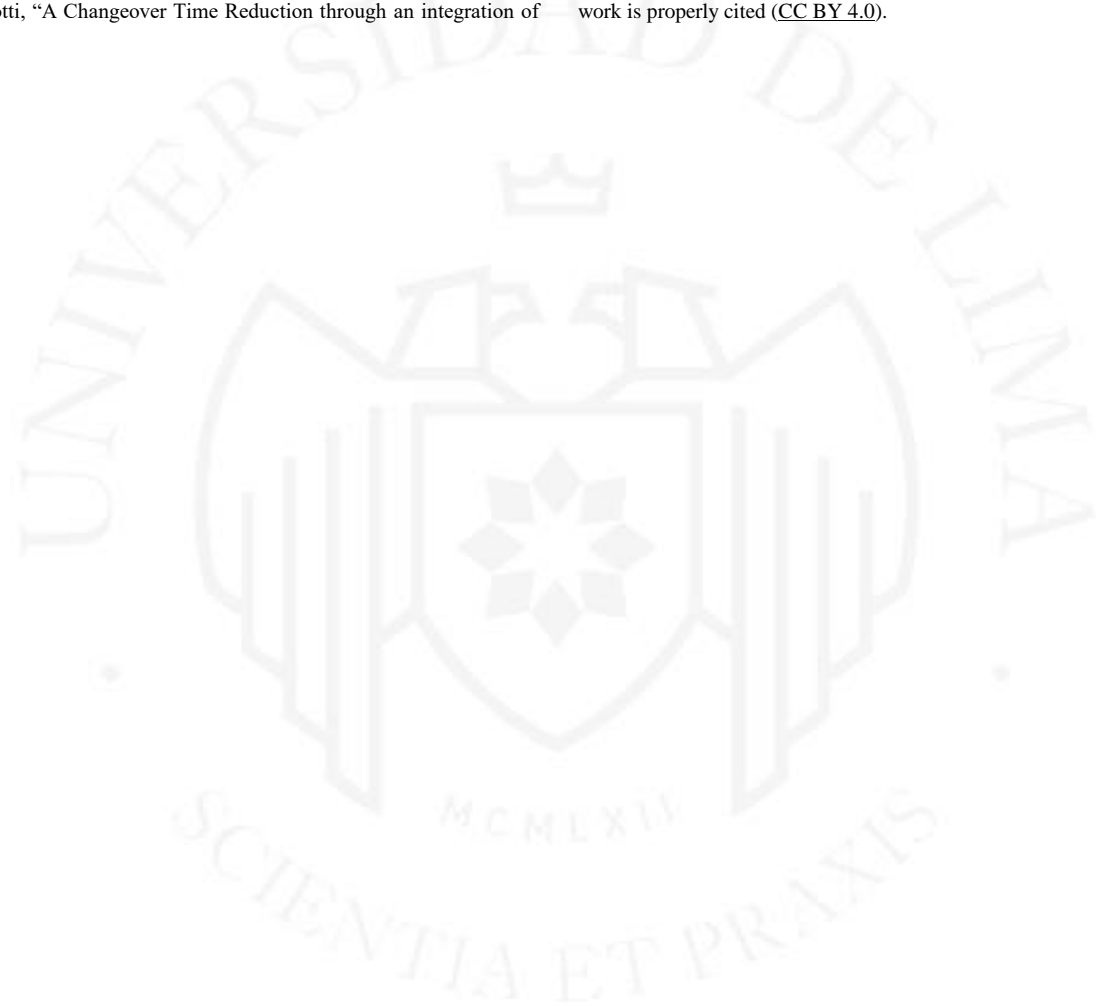 tti, “A Changeover Time Reduction through an integration of
work is properly cited (CC BY 4.0).
UNIVERSIDAD DE LIMA
MCMLXII
SCIENTIA ET PRAXIS